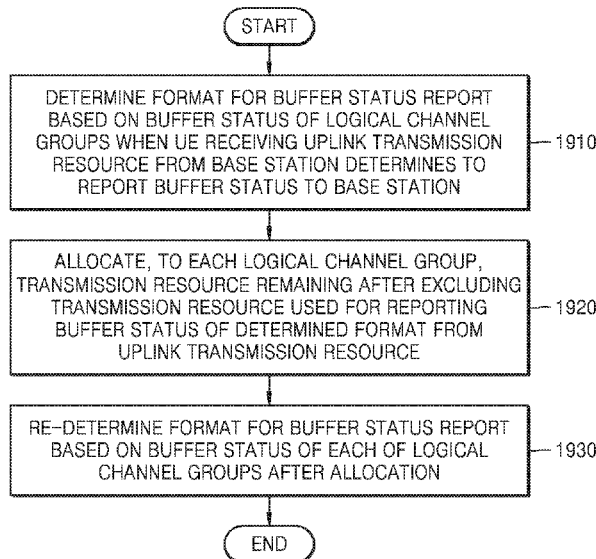 START
DETERMINE FORMAT FOR BUFFER STATUS REPORT
BASED ON BUFFER STATUS OF LOGICAL CHANNEL
GROUPS WHEN UE RECEIVING UPLINK TRANSMISSION
RESOURCE FROM BASE STATION DETERMINES TO
REPORT BUFFER STATUS TO BASE STATION
1910
ALLOCATE, TO EACH LOGICAL CHANNEL GROUP,
TRANSMISSION RESOURCE REMAINING AFTER EXCLUDING
TRANSMISSION RESOURCE USED FOR REPORTING
BUFFER STATUS OF DETERMINED FORMAT FROM
UPLINK TRANSMISSION RESOURCE
1920
RE-DETERMINE FORMAT FOR BUFFER STATUS REPORT
BASED ON BUFFER STATUS OF EACH OF LOGICAL
CHANNEL GROUPS AFTER ALLOCATION
1930
END